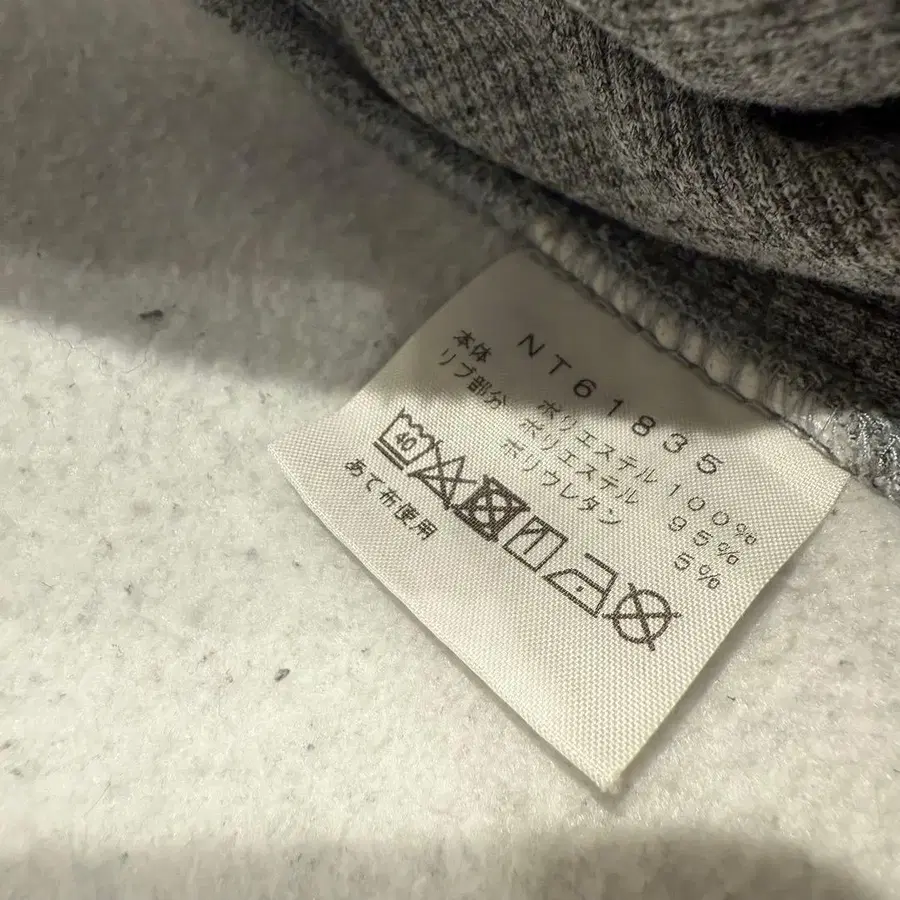 NT61835
本体 ポリエステル 100%
リブ部分 ポリエステル 95%
ポリウレタン 5%
40
あて布使用